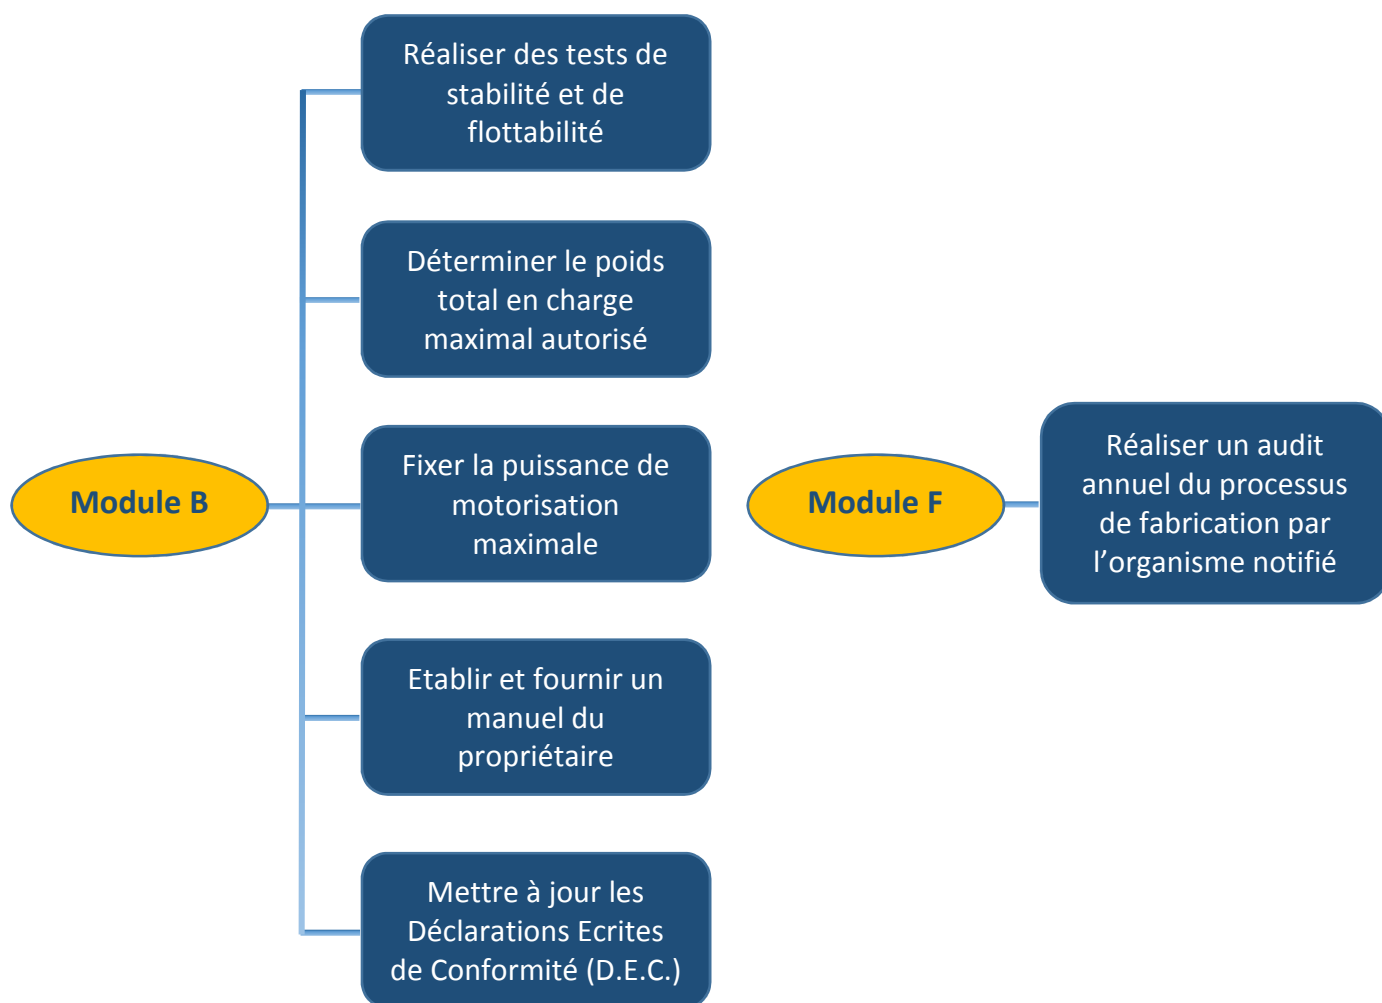 Réaliser des tests de
stabilité et de
flottabilité
Déterminer le poids
total en charge
maximal autorisé
Module B
Fixer la puissance de
motorisation
maximale
Etablir et fournir un
manuel du
propriétaire
Mettre à jour les
Déclarations Ecrites
de Conformité (D.E.C.)
Module F
Réaliser un audit
annuel du processus
de fabrication par
l’organisme notifié